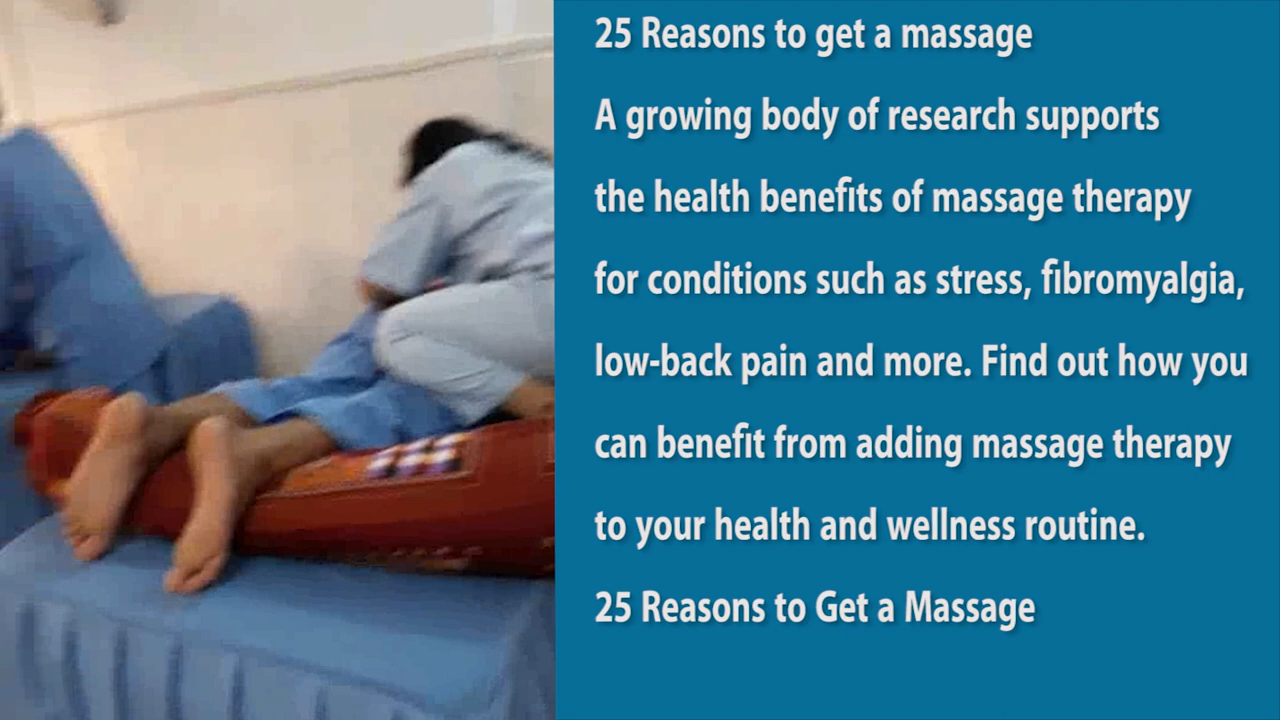 25 Reasons to get a massage
A growing body of research supports
the health benefits of massage therapy
for conditions such as stress, fibromyalgia,
low-back pain and more. Find out how you
can benefit from adding massage therapy
to your health and wellness routine.
25 Reasons to Get a Massage